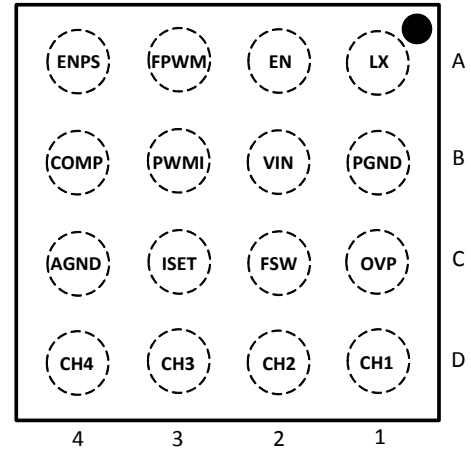 ENPS FPWM EN LX A
COMP PWMI VIN PGND B
AGND ISET FSW OVP C
CH4 CH3 CH2 CH1 D
4 3 2 1